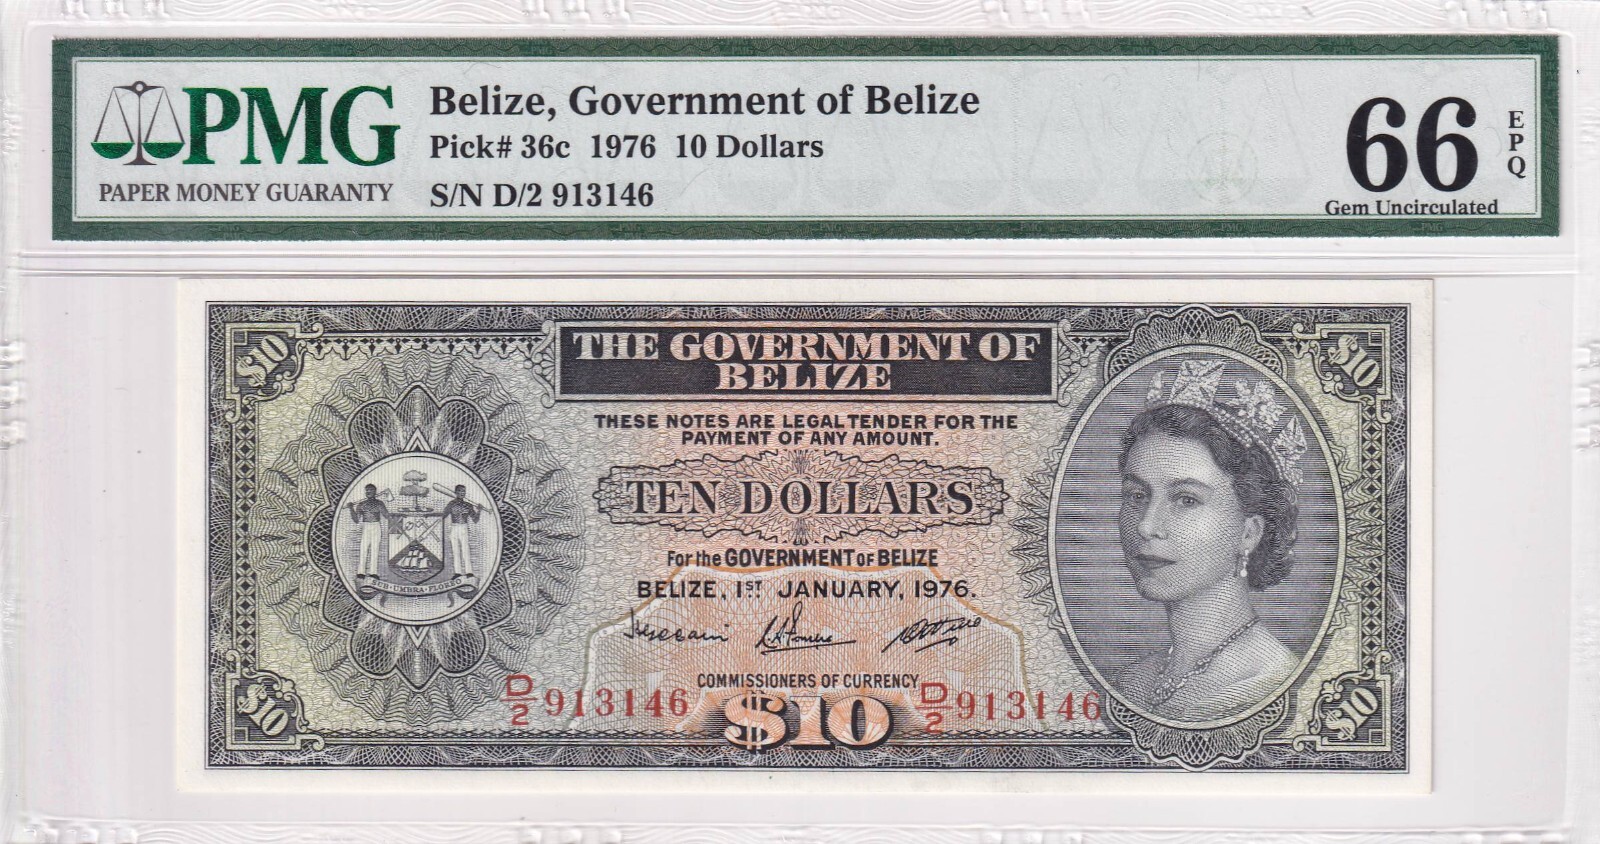 PMG
PAPER MONEY GUARANTY
Belize, Government of Belize
Pick# 36c 1976 10 Dollars
S/N D/2 913146
66
EPQ
Gem Uncirculated
$10
$10
THE GOVERNMENT OF
BELIZE
THESE NOTES ARE LEGAL TENDER FOR THE
PAYMENT OF ANY AMOUNT.
TEN DOLLARS
SUB·UMBRA·FLOREO
For the GOVERNMENT of BELIZE
BELIZE, 1ST JANUARY, 1976.
COMMISSIONERS OF CURRENCY
D/2 913146
D/2 913146
$10
$10
$10